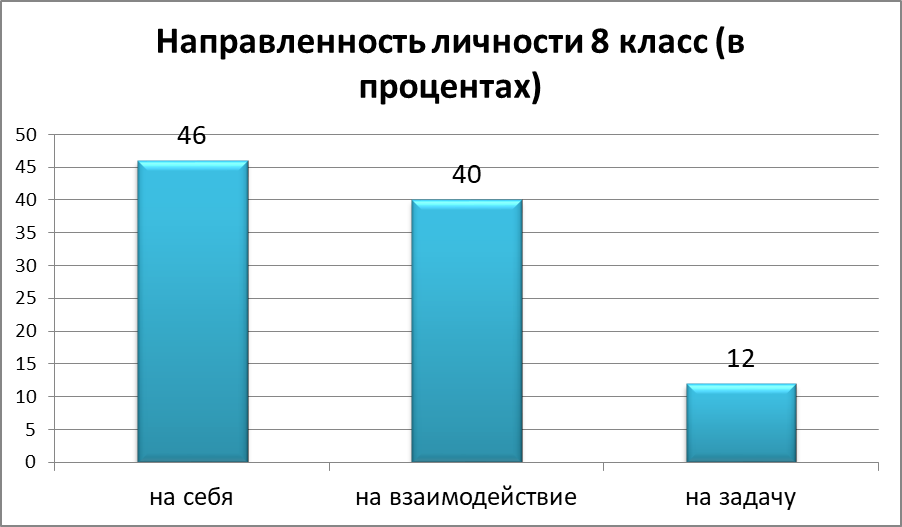 Направленность личности 8 класс (в
процентах)
50
45
40
35
30
25
20
15
10
5
0
46
40
12
на себя
на взаимодействие
на задачу